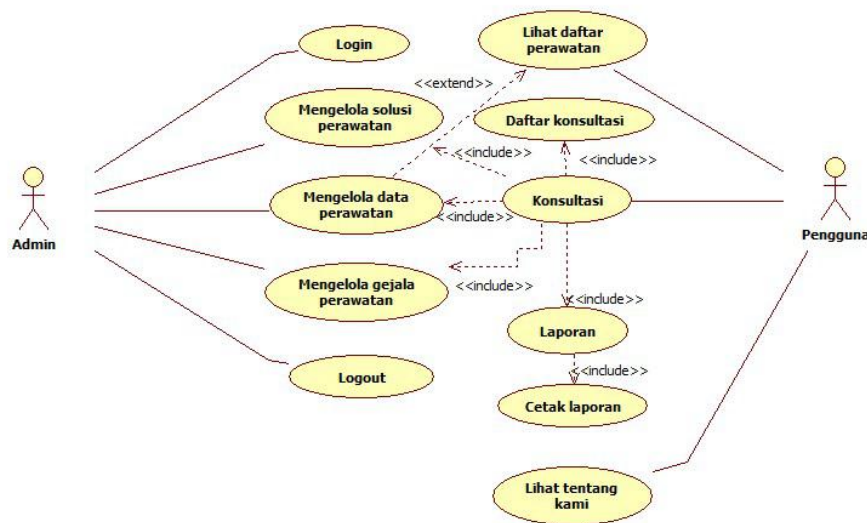 Login
Lihat daftar
perawatan
<<extend>>
Mengelola solusi
perawatan
Daftar konsultasi
<<include>>
<<include>>
Admin
Mengelola data
perawatan
<<include>>
Konsultasi
Pengguna
Mengelola gejala
perawatan
<<include>>
<<include>>
Laporan
Logout
<<include>>
Cetak laporan
Lihat tentang
kami